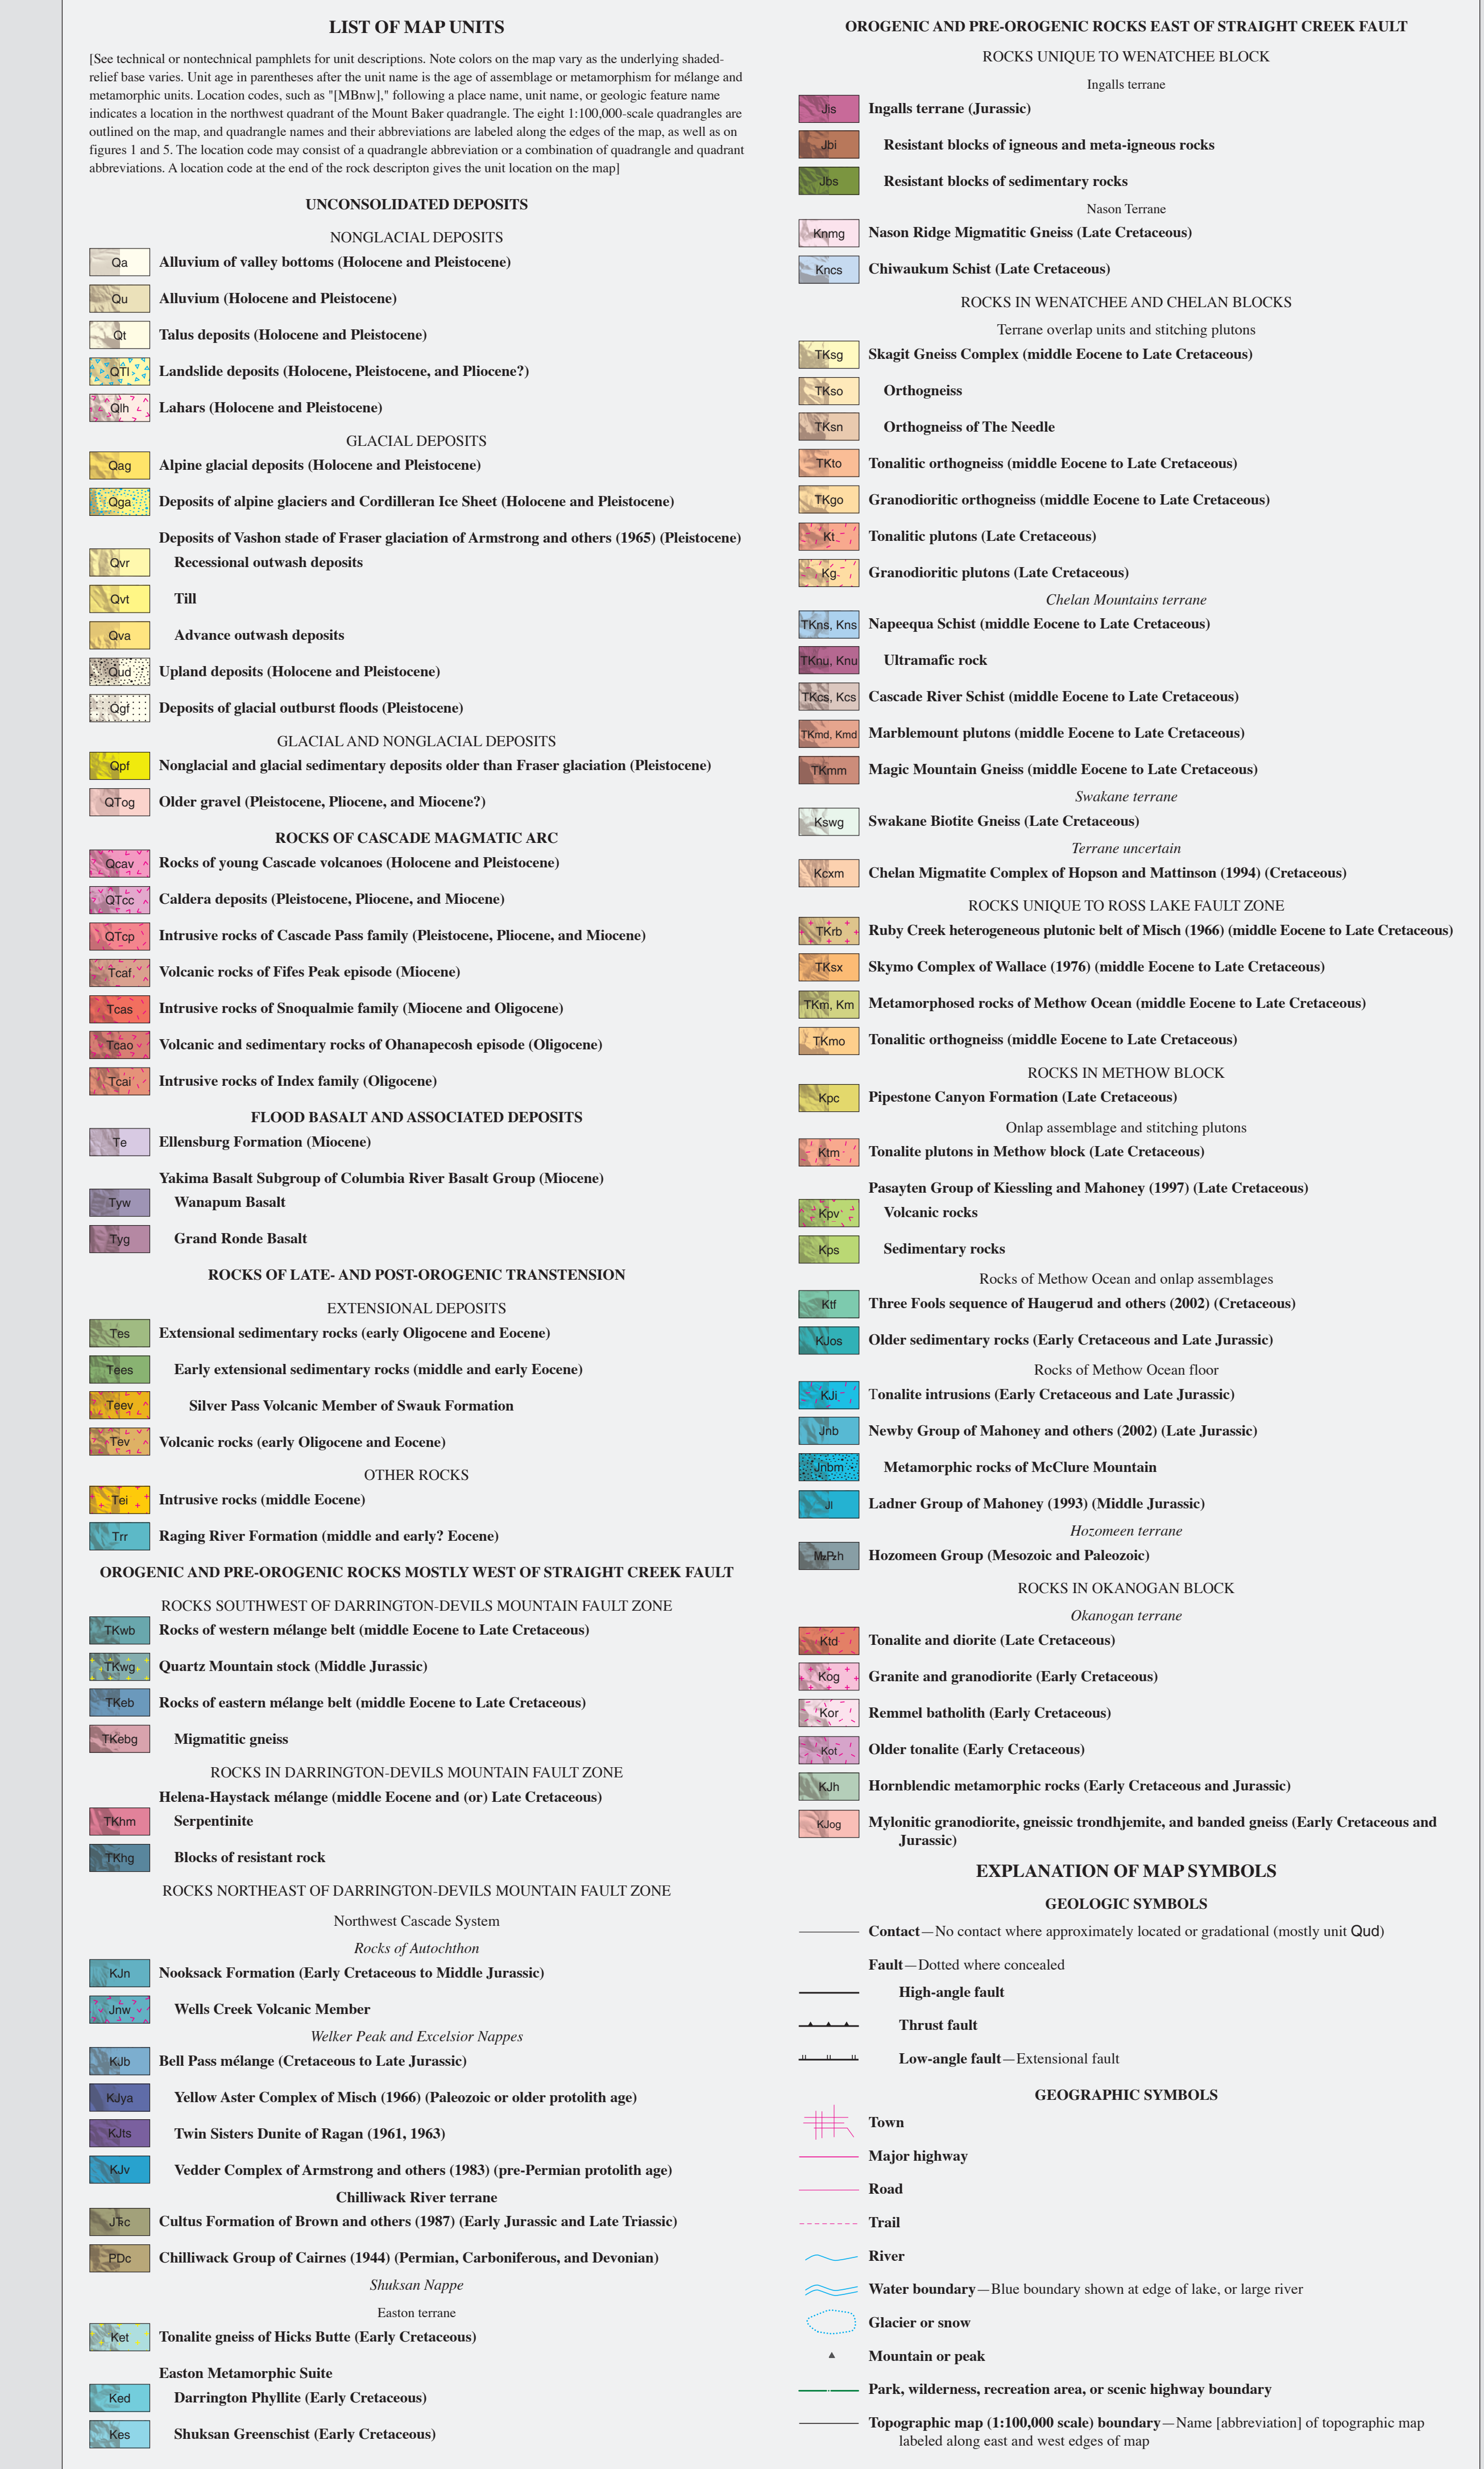 LIST OF MAP UNITS
[See technical or nontechnical pamphlets for unit descriptions. Note colors on the map vary as the underlying shaded-
relief base varies. Unit age in parentheses after the unit name is the age of assemblage or metamorphism for mélange and
metamorphic units. Location codes, such as "[MBnw]," following a place name, unit name, or geologic feature name
indicates a location in the northwest quadrant of the Mount Baker quadrangle. The eight 1:100,000-scale quadrangles are
outlined on the map, and quadrangle names and their abbreviations are labeled along the edges of the map, as well as on
figures 1 and 5. The location code may consist of a quadrangle abbreviation or a combination of quadrangle and quadrant
abbreviations. A location code at the end of the rock descripton gives the unit location on the map]
UNCONSOLIDATED DEPOSITS
NONGLACIAL DEPOSITS
Qa Alluvium of valley bottoms (Holocene and Pleistocene)
Qu Alluvium (Holocene and Pleistocene)
Qt Talus deposits (Holocene and Pleistocene)
QTl Landslide deposits (Holocene, Pleistocene, and Pliocene?)
Qlh Lahars (Holocene and Pleistocene)
GLACIAL DEPOSITS
Qag Alpine glacial deposits (Holocene and Pleistocene)
Qga Deposits of alpine glaciers and Cordilleran Ice Sheet (Holocene and Pleistocene)
Deposits of Vashon stade of Fraser glaciation of Armstrong and others (1965) (Pleistocene)
Qvr Recessional outwash deposits
Qvt Till
Qva Advance outwash deposits
Qud Upland deposits (Holocene and Pleistocene)
Qgf Deposits of glacial outburst floods (Pleistocene)
GLACIAL AND NONGLACIAL DEPOSITS
Qpf Nonglacial and glacial sedimentary deposits older than Fraser glaciation (Pleistocene)
QTog Older gravel (Pleistocene, Pliocene, and Miocene?)
ROCKS OF CASCADE MAGMATIC ARC
Qcav Rocks of young Cascade volcanoes (Holocene and Pleistocene)
QTcc Caldera deposits (Pleistocene, Pliocene, and Miocene)
QTcp Intrusive rocks of Cascade Pass family (Pleistocene, Pliocene, and Miocene)
Tcaf Volcanic rocks of Fifes Peak episode (Miocene)
Tcas Intrusive rocks of Snoqualmie family (Miocene and Oligocene)
Tcao Volcanic and sedimentary rocks of Ohanapecosh episode (Oligocene)
Tcai Intrusive rocks of Index family (Oligocene)
FLOOD BASALT AND ASSOCIATED DEPOSITS
Te Ellensburg Formation (Miocene)
Yakima Basalt Subgroup of Columbia River Basalt Group (Miocene)
Tyw Wanapum Basalt
Tyg Grand Ronde Basalt
ROCKS OF LATE- AND POST-OROGENIC TRANSTENSION
EXTENSIONAL DEPOSITS
Tes Extensional sedimentary rocks (early Oligocene and Eocene)
Tees Early extensional sedimentary rocks (middle and early Eocene)
Teev Silver Pass Volcanic Member of Swauk Formation
Tev Volcanic rocks (early Oligocene and Eocene)
OTHER ROCKS
Tei Intrusive rocks (middle Eocene)
Trr Raging River Formation (middle and early? Eocene)
OROGENIC AND PRE-OROGENIC ROCKS MOSTLY WEST OF STRAIGHT CREEK FAULT
ROCKS SOUTHWEST OF DARRINGTON-DEVILS MOUNTAIN FAULT ZONE
TKwb Rocks of western mélange belt (middle Eocene to Late Cretaceous)
TKwg Quartz Mountain stock (Middle Jurassic)
TKeb Rocks of eastern mélange belt (middle Eocene to Late Cretaceous)
TKebg Migmatitic gneiss
ROCKS IN DARRINGTON-DEVILS MOUNTAIN FAULT ZONE
Helena-Haystack mélange (middle Eocene and (or) Late Cretaceous)
TKhm Serpentinite
TKhg Blocks of resistant rock
ROCKS NORTHEAST OF DARRINGTON-DEVILS MOUNTAIN FAULT ZONE
Northwest Cascade System
Rocks of Autochthon
KJn Nooksack Formation (Early Cretaceous to Middle Jurassic)
Jnw Wells Creek Volcanic Member
Welker Peak and Excelsior Nappes
KJb Bell Pass mélange (Cretaceous to Late Jurassic)
KJya Yellow Aster Complex of Misch (1966) (Paleozoic or older protolith age)
KJts Twin Sisters Dunite of Ragan (1961, 1963)
KJv Vedder Complex of Armstrong and others (1983) (pre-Permian protolith age)
Chilliwack River terrane
JTRc Cultus Formation of Brown and others (1987) (Early Jurassic and Late Triassic)
PDc Chilliwack Group of Cairnes (1944) (Permian, Carboniferous, and Devonian)
Shuksan Nappe
Easton terrane
Ket Tonalite gneiss of Hicks Butte (Early Cretaceous)
Easton Metamorphic Suite
Ked Darrington Phyllite (Early Cretaceous)
Kes Shuksan Greenschist (Early Cretaceous)
OROGENIC AND PRE-OROGENIC ROCKS EAST OF STRAIGHT CREEK FAULT
ROCKS UNIQUE TO WENATCHEE BLOCK
Ingalls terrane
Jis Ingalls terrane (Jurassic)
Jbi Resistant blocks of igneous and meta-igneous rocks
Jbs Resistant blocks of sedimentary rocks
Nason Terrane
Knmg Nason Ridge Migmatitic Gneiss (Late Cretaceous)
Kncs Chiwaukum Schist (Late Cretaceous)
ROCKS IN WENATCHEE AND CHELAN BLOCKS
Terrane overlap units and stitching plutons
TKsg Skagit Gneiss Complex (middle Eocene to Late Cretaceous)
TKso Orthogneiss
TKsn Orthogneiss of The Needle
TKto Tonalitic orthogneiss (middle Eocene to Late Cretaceous)
TKgo Granodioritic orthogneiss (middle Eocene to Late Cretaceous)
Kt Tonalitic plutons (Late Cretaceous)
Kg Granodioritic plutons (Late Cretaceous)
Chelan Mountains terrane
TKns, Kns Napeequa Schist (middle Eocene to Late Cretaceous)
TKnu, Knu Ultramafic rock
TKcs, Kcs Cascade River Schist (middle Eocene to Late Cretaceous)
TKmd, Kmd Marblemount plutons (middle Eocene to Late Cretaceous)
TKmm Magic Mountain Gneiss (middle Eocene to Late Cretaceous)
Swakane terrane
Kswg Swakane Biotite Gneiss (Late Cretaceous)
Terrane uncertain
Kcxm Chelan Migmatite Complex of Hopson and Mattinson (1994) (Cretaceous)
ROCKS UNIQUE TO ROSS LAKE FAULT ZONE
TKrb Ruby Creek heterogeneous plutonic belt of Misch (1966) (middle Eocene to Late Cretaceous)
TKsx Skymo Complex of Wallace (1976) (middle Eocene to Late Cretaceous)
TKm, Km Metamorphosed rocks of Methow Ocean (middle Eocene to Late Cretaceous)
TKmo Tonalitic orthogneiss (middle Eocene to Late Cretaceous)
ROCKS IN METHOW BLOCK
Kpc Pipestone Canyon Formation (Late Cretaceous)
Onlap assemblage and stitching plutons
Ktm Tonalite plutons in Methow block (Late Cretaceous)
Pasayten Group of Kiessling and Mahoney (1997) (Late Cretaceous)
Kpv Volcanic rocks
Kps Sedimentary rocks
Rocks of Methow Ocean and onlap assemblages
Ktf Three Fools sequence of Haugerud and others (2002) (Cretaceous)
KJos Older sedimentary rocks (Early Cretaceous and Late Jurassic)
Rocks of Methow Ocean floor
KJi Tonalite intrusions (Early Cretaceous and Late Jurassic)
Jnb Newby Group of Mahoney and others (2002) (Late Jurassic)
Jnbm Metamorphic rocks of McClure Mountain
Jl Ladner Group of Mahoney (1993) (Middle Jurassic)
Hozomeen terrane
MzPzh Hozomeen Group (Mesozoic and Paleozoic)
ROCKS IN OKANOGAN BLOCK
Okanogan terrane
Ktd Tonalite and diorite (Late Cretaceous)
Kog Granite and granodiorite (Early Cretaceous)
Kor Remmel batholith (Early Cretaceous)
Kot Older tonalite (Early Cretaceous)
KJh Hornblendic metamorphic rocks (Early Cretaceous and Jurassic)
KJog Mylonitic granodiorite, gneissic trondhjemite, and banded gneiss (Early Cretaceous and
Jurassic)
EXPLANATION OF MAP SYMBOLS
GEOLOGIC SYMBOLS
Contact—No contact where approximately located or gradational (mostly unit Qud)
Fault—Dotted where concealed
High-angle fault
Thrust fault
Low-angle fault—Extensional fault
GEOGRAPHIC SYMBOLS
Town
Major highway
Road
Trail
River
Water boundary—Blue boundary shown at edge of lake, or large river
Glacier or snow
Mountain or peak
Park, wilderness, recreation area, or scenic highway boundary
Topographic map (1:100,000 scale) boundary—Name [abbreviation] of topographic map
labeled along east and west edges of map